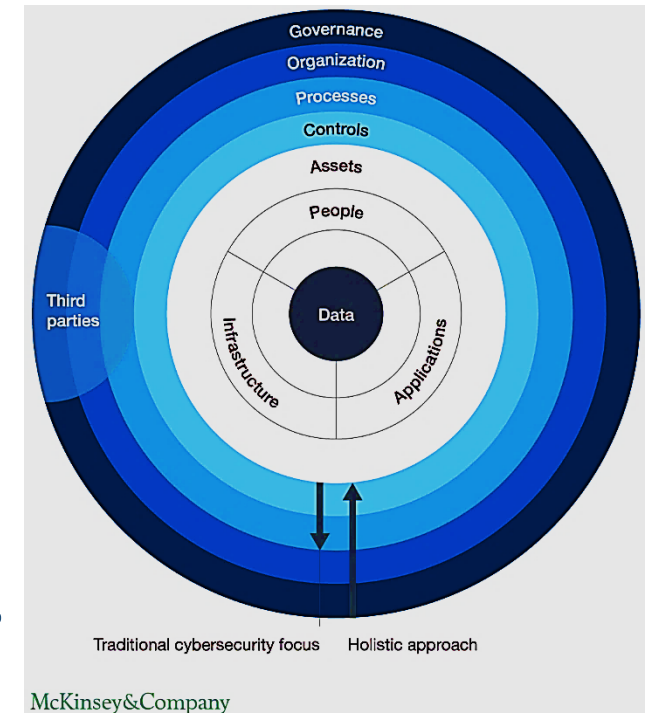 Governance
Organization
Processes
Controls
Assets
People
Third
parties
Data
Infrastructure
Applications
Traditional cybersecurity focus
Holistic approach
McKinsey&Company